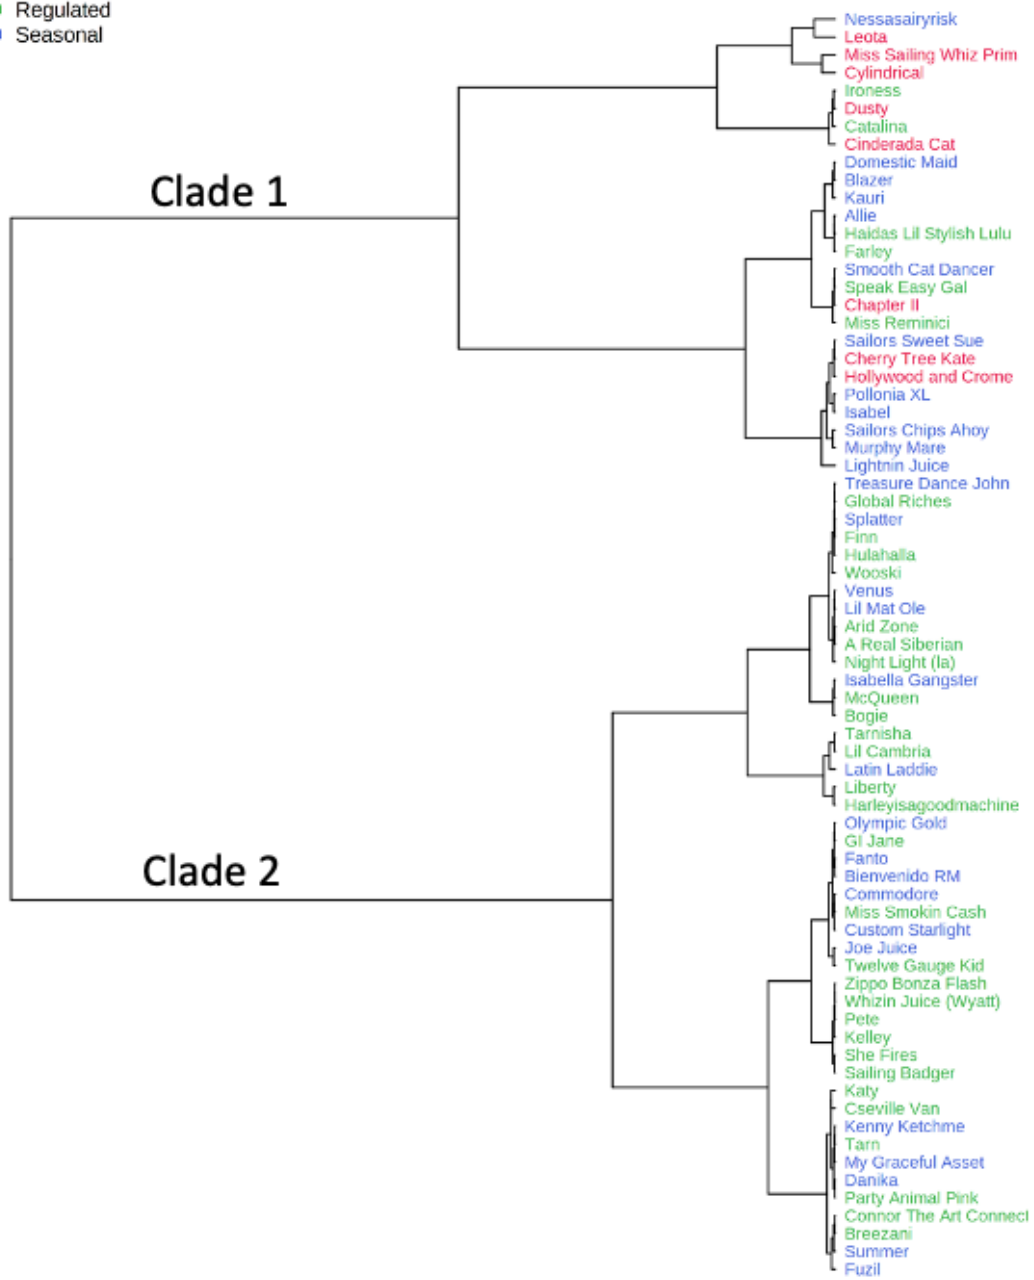 Regulated
Seasonal
Nessasairyrisk
Leota
Miss Sailing Whiz Prim
Cylindrical
Ironess
Dusty
Catalina
Cinderada Cat
Domestic Maid
Blazer
Clade 1
Kauri
Allie
Haidas Lil Stylish Lulu
Farley
Smooth Cat Dancer
Speak Easy Gal
Chapter II
Miss Reminici
Sailors Sweet Sue
Cherry Tree Kate
Hollywood and Crome
Pollonia XL
Isabel
Sailors Chips Ahoy
Murphy Mare
Lightnin Juice
Treasure Dance John
Global Riches
Splatter
Finn
Hulahalla
Wooski
Venus
Lil Mat Ole
Arid Zone
A Real Siberian
Night Light (la)
Isabella Gangster
McQueen
Bogie
Tarnisha
Lil Cambria
Latin Laddie
Liberty
Harleyisagoodmachine
Olympic Gold
GI Jane
Fanto
Clade 2
Bienvenido RM
Commodore
Miss Smokin Cash
Custom Starlight
Joe Juice
Twelve Gauge Kid
Zippo Bonza Flash
Whizin Juice (Wyatt)
Pete
Kelley
She Fires
Sailing Badger
Katy
Cseville Van
Kenny Ketchme
Tarn
My Graceful Asset
Danika
Party Animal Pink
Connor The Art Connect
Breezani
Summer
Fuzil